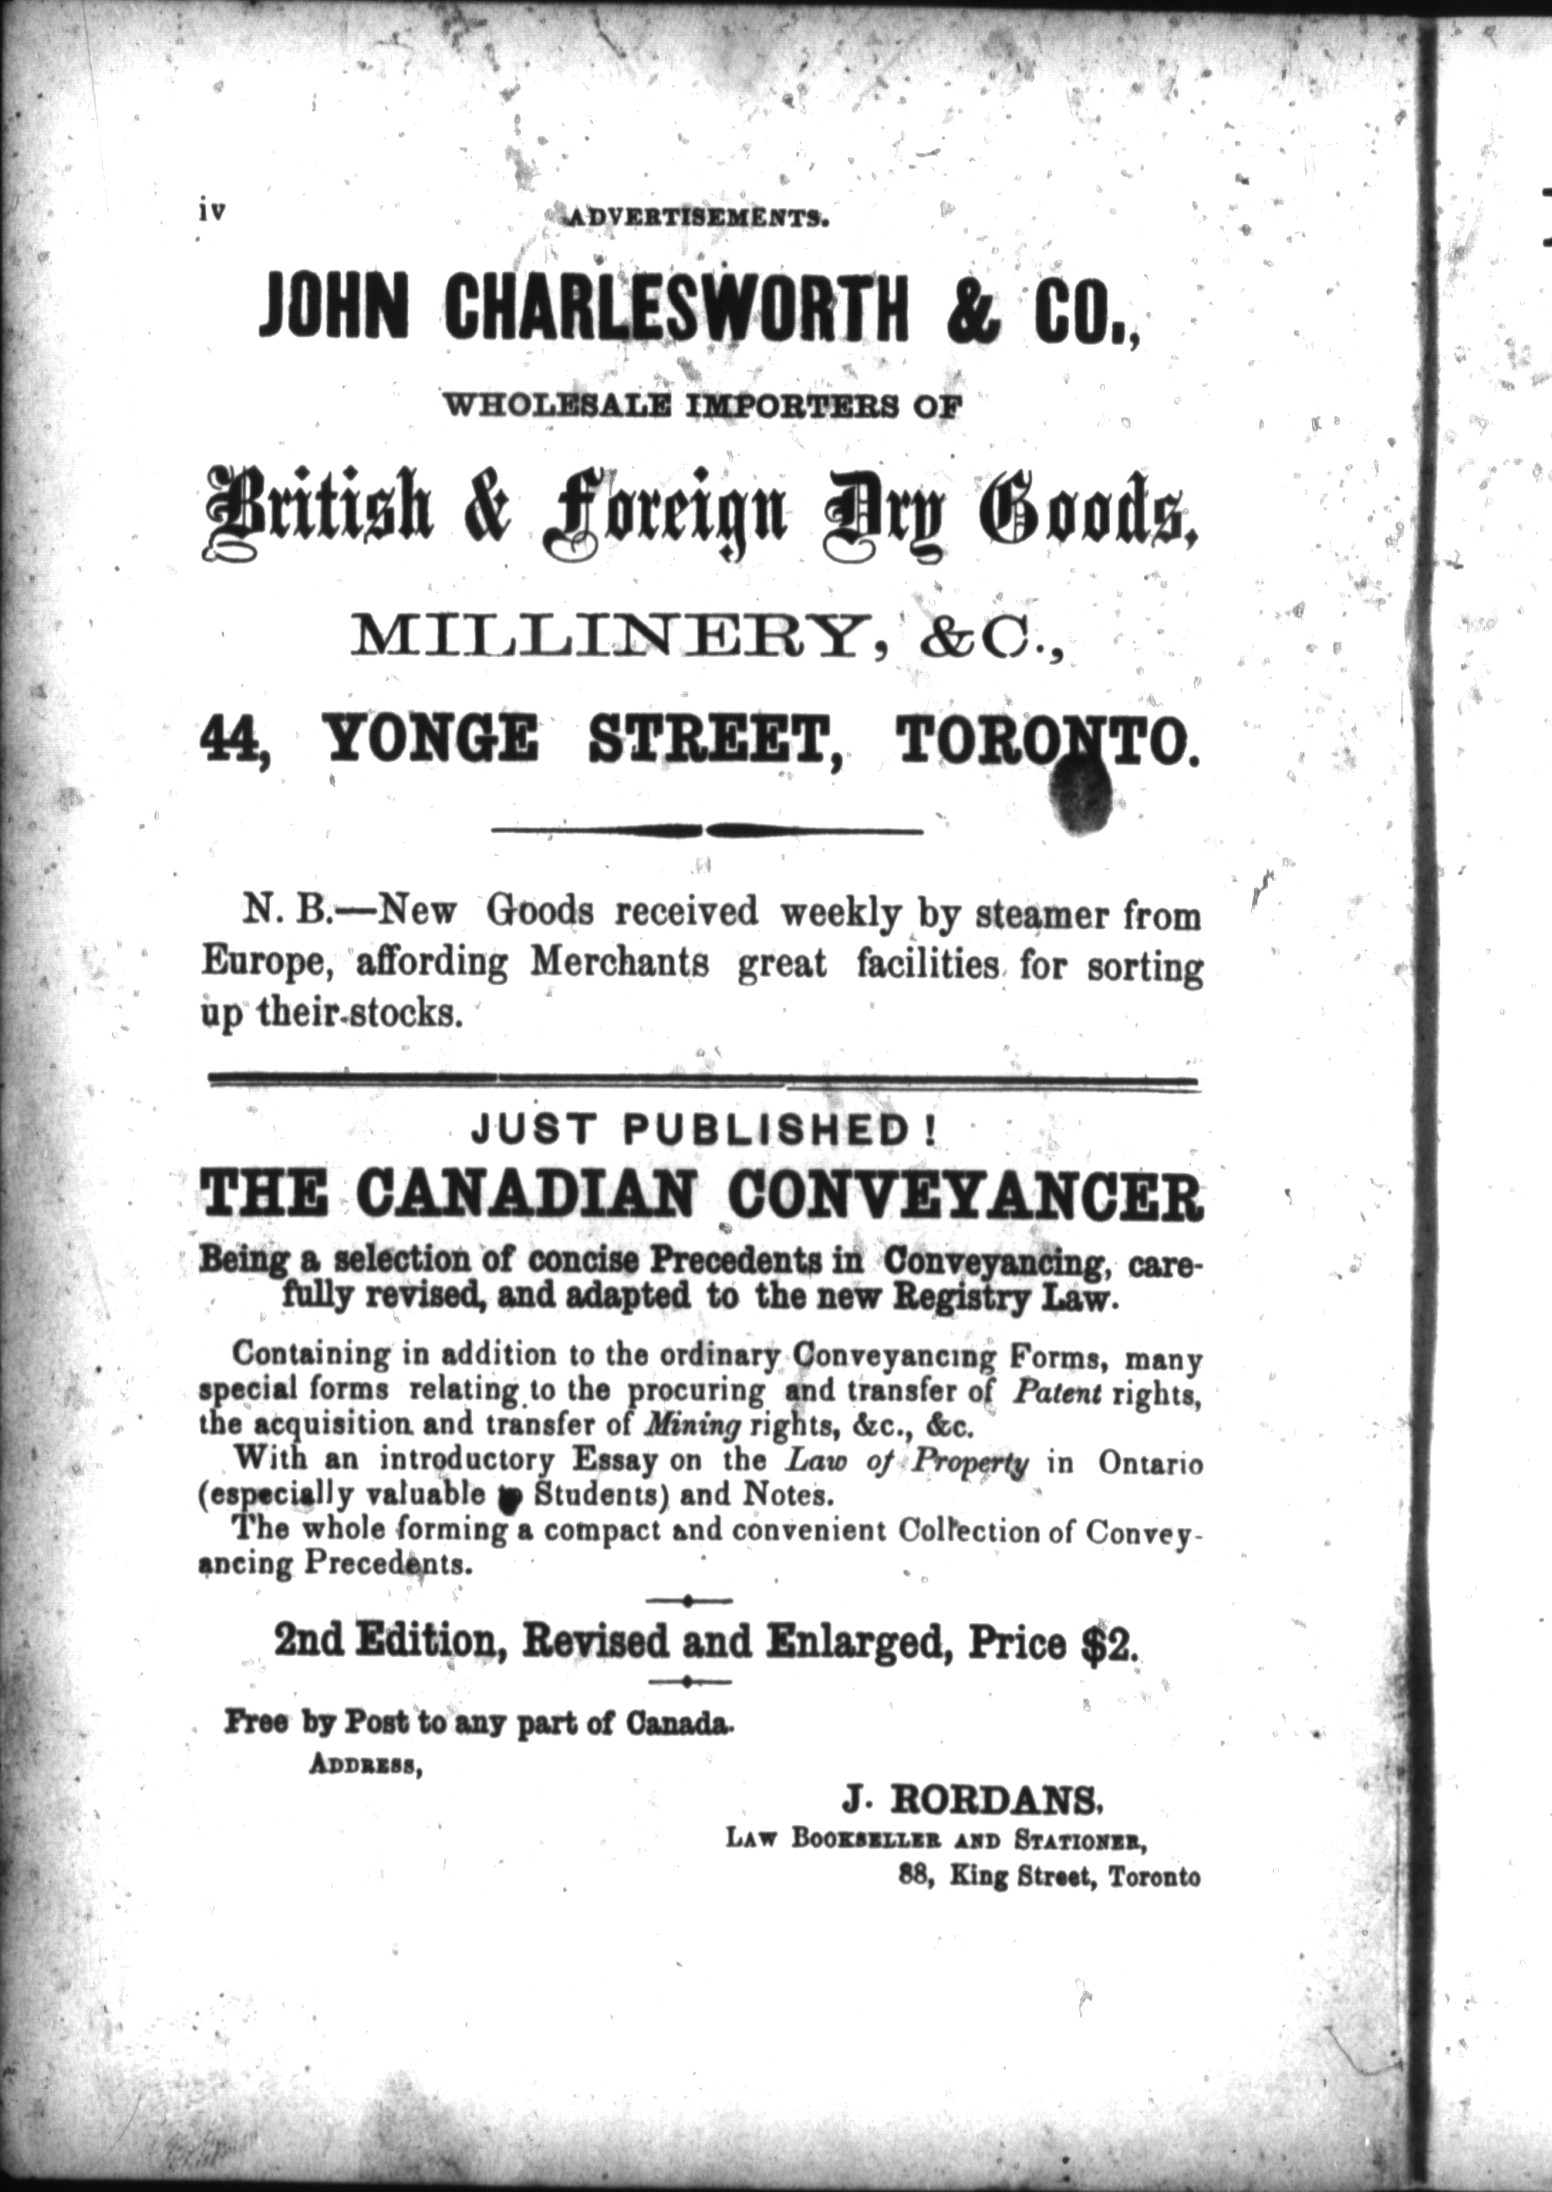 iv
ADVERTISEMENTS.
JOHN CHARLESWORTH & CO.,
WHOLESALE IMPORTERS OF
British & Foreign Dry Goods,
MILLINERY, &C.,
44, YONGE STREET, TORONTO.
N. B.—New Goods received weekly by steamer from
Europe, affording Merchants great facilities for sorting
up their stocks.
JUST PUBLISHED!
THE CANADIAN CONVEYANCER
Being a selection of concise Precedents in Conveyancing, care-
fully revised, and adapted to the new Registry Law.
Containing in addition to the ordinary Conveyancing Forms, many
special forms relating to the procuring and transfer of Patent rights,
the acquisition and transfer of Mining rights, &c., &c.
With an introductory Essay on the Law of Property in Ontario
(especially valuable to Students) and Notes.
The whole forming a compact and convenient Collection of Convey-
ancing Precedents.
2nd Edition, Revised and Enlarged, Price $2.
Free by Post to any part of Canada.
ADDRESS,
J. RORDANS,
LAW BOOKSELLER AND STATIONER,
88, King Street, Toronto